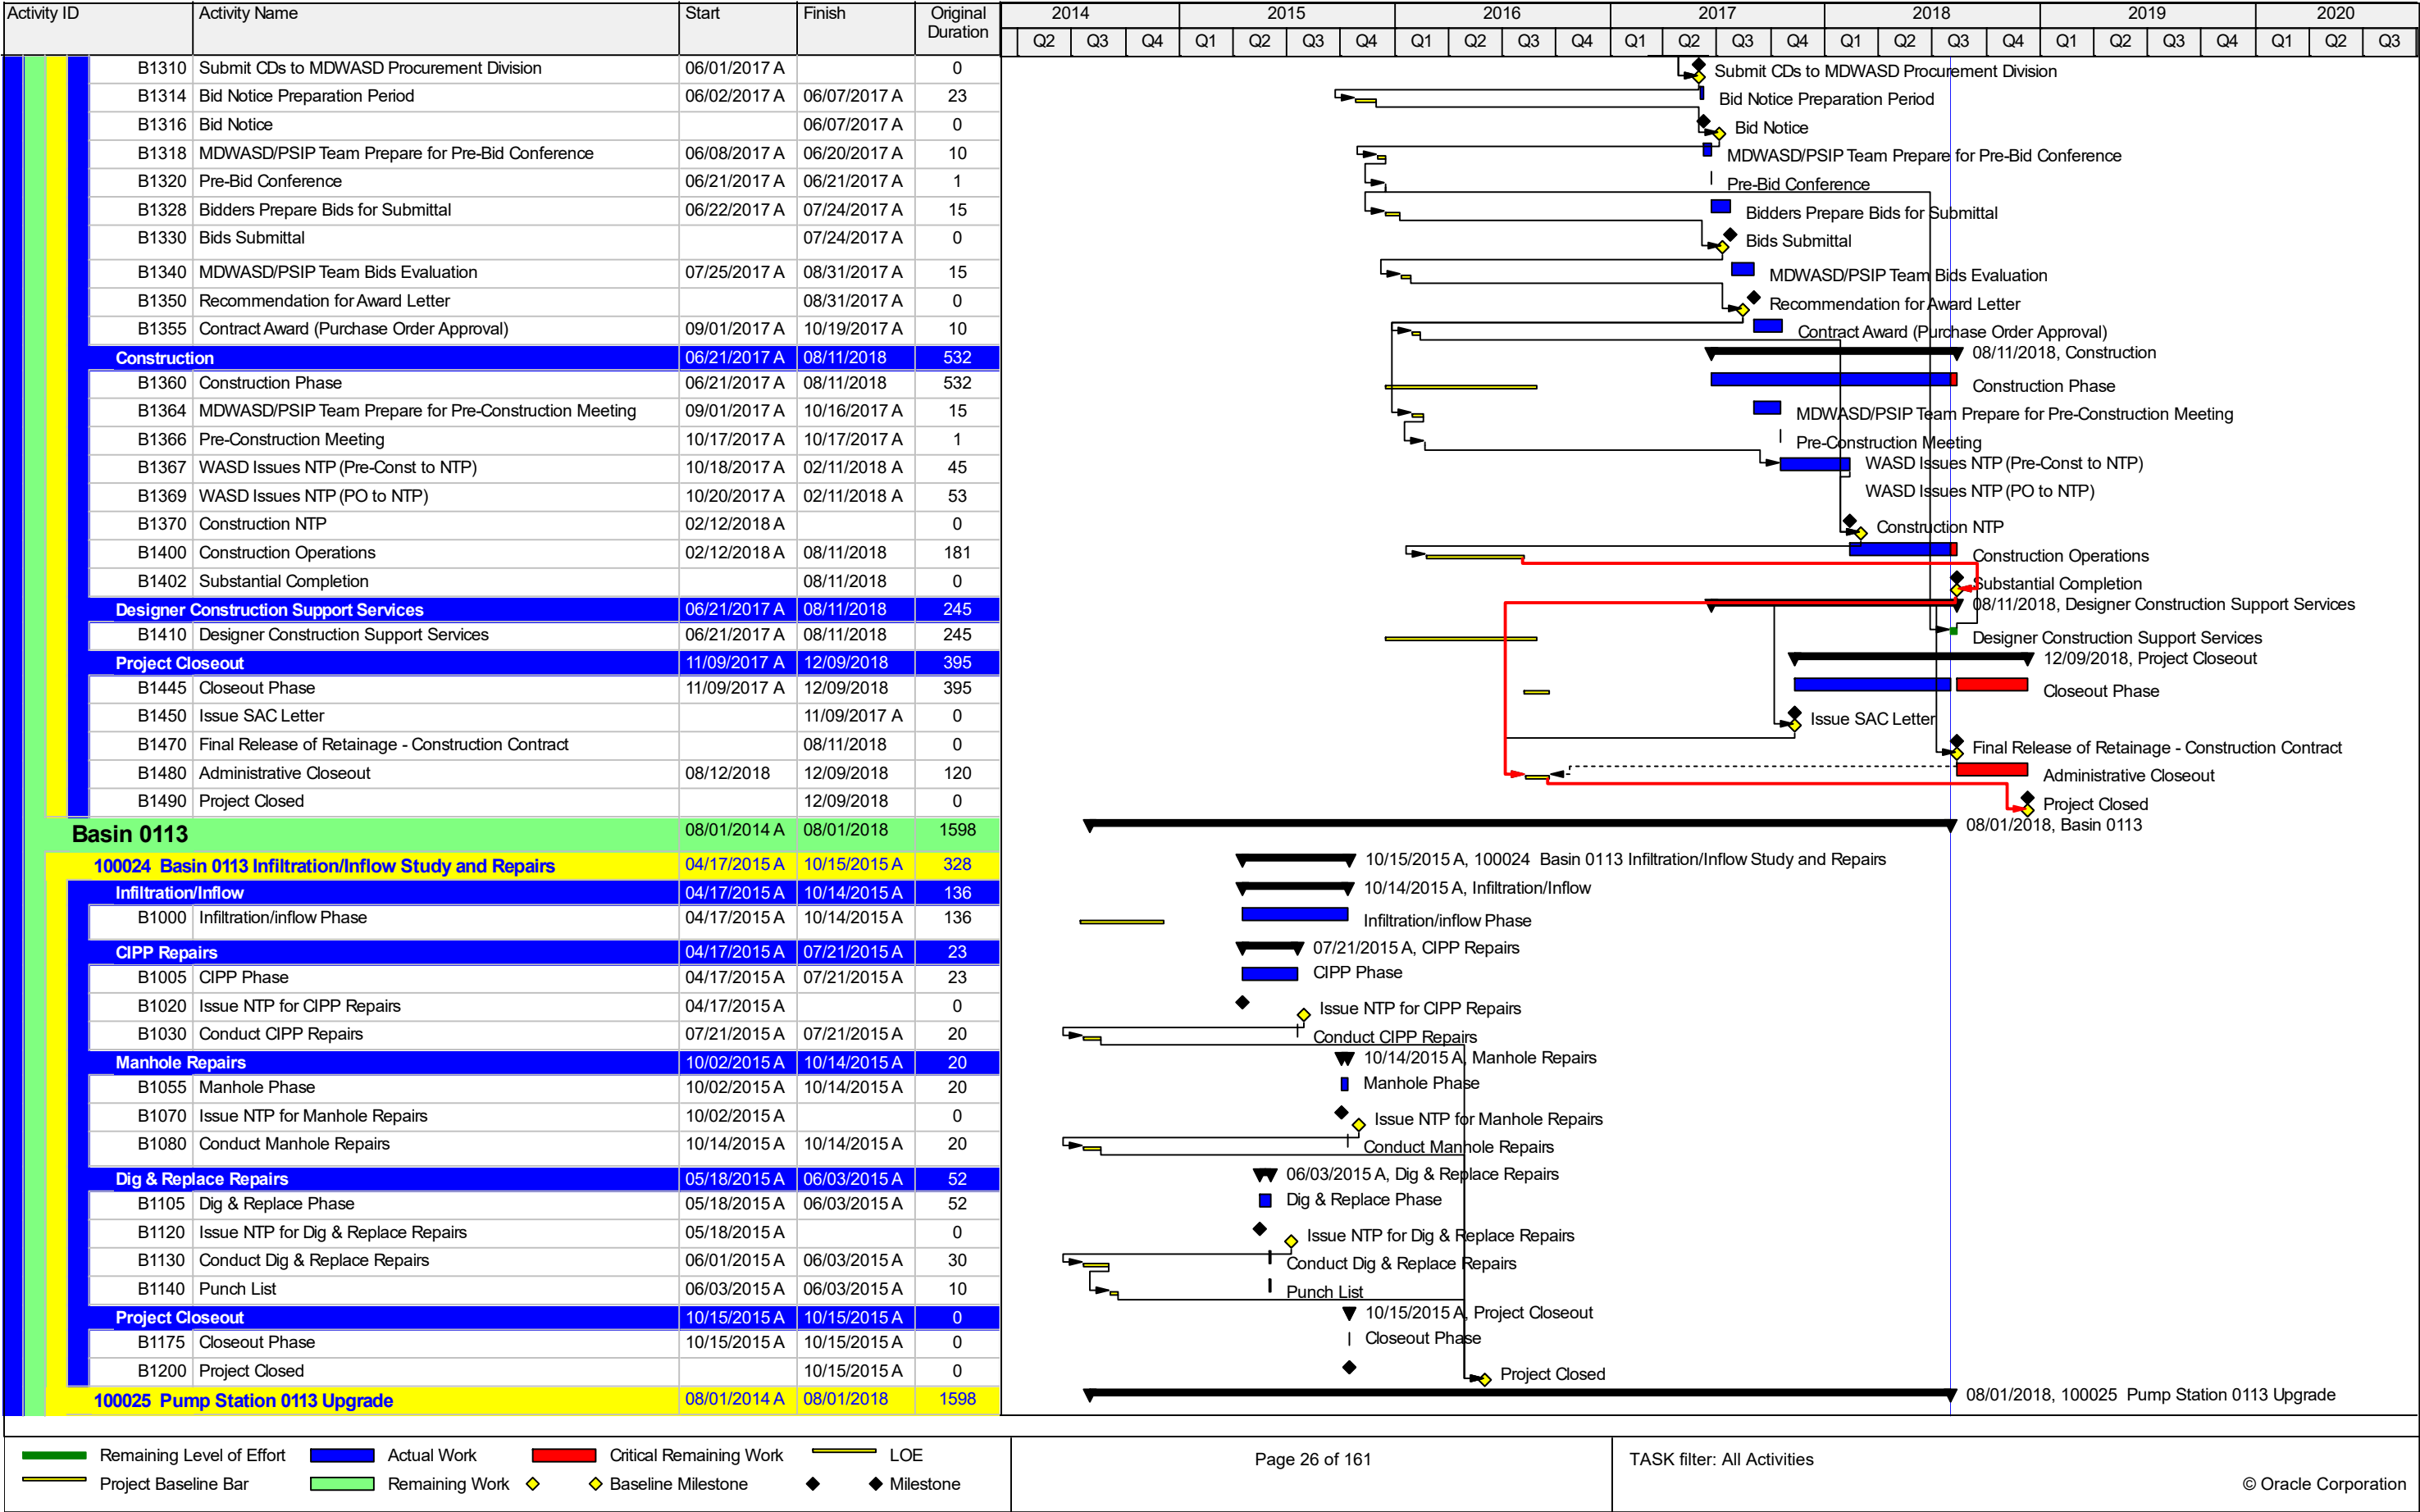 Activity ID Activity Name Start Finish Original Duration 2014 2015 2016 2017 2018 2019 2020
Q2 Q3 Q4 Q1 Q2 Q3 Q4 Q1 Q2 Q3 Q4 Q1 Q2 Q3 Q4 Q1 Q2 Q3 Q4 Q1 Q2 Q3 Q4 Q1 Q2 Q3
B1310 Submit CDs to MDWASD Procurement Division 06/01/2017 A 0 Submit CDs to MDWASD Procurement Division
B1314 Bid Notice Preparation Period 06/02/2017 A 06/07/2017 A 23 Bid Notice Preparation Period
B1316 Bid Notice 06/07/2017 A 0 Bid Notice
B1318 MDWASD/PSIP Team Prepare for Pre-Bid Conference 06/08/2017 A 06/20/2017 A 10 MDWASD/PSIP Team Prepare for Pre-Bid Conference
B1320 Pre-Bid Conference 06/21/2017 A 06/21/2017 A 1 Pre-Bid Conference
B1328 Bidders Prepare Bids for Submittal 06/22/2017 A 07/24/2017 A 15 Bidders Prepare Bids for Submittal
B1330 Bids Submittal 07/24/2017 A 0 Bids Submittal
B1340 MDWASD/PSIP Team Bids Evaluation 07/25/2017 A 08/31/2017 A 15 MDWASD/PSIP Team Bids Evaluation
B1350 Recommendation for Award Letter 08/31/2017 A 0 Recommendation for Award Letter
B1355 Contract Award (Purchase Order Approval) 09/01/2017 A 10/19/2017 A 10 Contract Award (Purchase Order Approval)
Construction 06/21/2017 A 08/11/2018 532 08/11/2018, Construction
B1360 Construction Phase 06/21/2017 A 08/11/2018 532 Construction Phase
B1364 MDWASD/PSIP Team Prepare for Pre-Construction Meeting 09/01/2017 A 10/16/2017 A 15 MDWASD/PSIP Team Prepare for Pre-Construction Meeting
B1366 Pre-Construction Meeting 10/17/2017 A 10/17/2017 A 1 Pre-Construction Meeting
B1367 WASD Issues NTP (Pre-Const to NTP) 10/18/2017 A 02/11/2018 A 45 WASD Issues NTP (Pre-Const to NTP)
B1369 WASD Issues NTP (PO to NTP) 10/20/2017 A 02/11/2018 A 53 WASD Issues NTP (PO to NTP)
B1370 Construction NTP 02/12/2018 A 0 Construction NTP
B1400 Construction Operations 02/12/2018 A 08/11/2018 181 Construction Operations
B1402 Substantial Completion 08/11/2018 0 Substantial Completion
Designer Construction Support Services 06/21/2017 A 08/11/2018 245 08/11/2018, Designer Construction Support Services
B1410 Designer Construction Support Services 06/21/2017 A 08/11/2018 245 Designer Construction Support Services
Project Closeout 11/09/2017 A 12/09/2018 395 12/09/2018, Project Closeout
B1445 Closeout Phase 11/09/2017 A 12/09/2018 395 Closeout Phase
B1450 Issue SAC Letter 11/09/2017 A 0 Issue SAC Letter
B1470 Final Release of Retainage - Construction Contract 08/11/2018 0 Final Release of Retainage - Construction Contract
B1480 Administrative Closeout 08/12/2018 12/09/2018 120 Administrative Closeout
B1490 Project Closed 12/09/2018 0 Project Closed
Basin 0113 08/01/2014 A 08/01/2018 1598 08/01/2018, Basin 0113
100024 Basin 0113 Infiltration/Inflow Study and Repairs 04/17/2015 A 10/15/2015 A 328 10/15/2015 A, 100024 Basin 0113 Infiltration/Inflow Study and Repairs
Infiltration/Inflow 04/17/2015 A 10/14/2015 A 136 10/14/2015 A, Infiltration/Inflow
B1000 Infiltration/inflow Phase 04/17/2015 A 10/14/2015 A 136 Infiltration/inflow Phase
CIPP Repairs 04/17/2015 A 07/21/2015 A 23 07/21/2015 A, CIPP Repairs
B1005 CIPP Phase 04/17/2015 A 07/21/2015 A 23 CIPP Phase
B1020 Issue NTP for CIPP Repairs 04/17/2015 A 0 Issue NTP for CIPP Repairs
B1030 Conduct CIPP Repairs 07/21/2015 A 07/21/2015 A 20 Conduct CIPP Repairs
Manhole Repairs 10/02/2015 A 10/14/2015 A 20 10/14/2015 A, Manhole Repairs
B1055 Manhole Phase 10/02/2015 A 10/14/2015 A 20 Manhole Phase
B1070 Issue NTP for Manhole Repairs 10/02/2015 A 0 Issue NTP for Manhole Repairs
B1080 Conduct Manhole Repairs 10/14/2015 A 10/14/2015 A 20 Conduct Manhole Repairs
Dig & Replace Repairs 05/18/2015 A 06/03/2015 A 52 06/03/2015 A, Dig & Replace Repairs
B1105 Dig & Replace Phase 05/18/2015 A 06/03/2015 A 52 Dig & Replace Phase
B1120 Issue NTP for Dig & Replace Repairs 05/18/2015 A 0 Issue NTP for Dig & Replace Repairs
B1130 Conduct Dig & Replace Repairs 06/01/2015 A 06/03/2015 A 30 Conduct Dig & Replace Repairs
B1140 Punch List 06/03/2015 A 06/03/2015 A 10 Punch List
Project Closeout 10/15/2015 A 10/15/2015 A 0 10/15/2015 A, Project Closeout
B1175 Closeout Phase 10/15/2015 A 10/15/2015 A 0 Closeout Phase
B1200 Project Closed 10/15/2015 A 0 Project Closed
100025 Pump Station 0113 Upgrade 08/01/2014 A 08/01/2018 1598 08/01/2018, 100025 Pump Station 0113 Upgrade
Remaining Level of Effort Actual Work Critical Remaining Work LOE Page 26 of 161 TASK filter: All Activities
Project Baseline Bar Remaining Work Baseline Milestone Milestone © Oracle Corporation